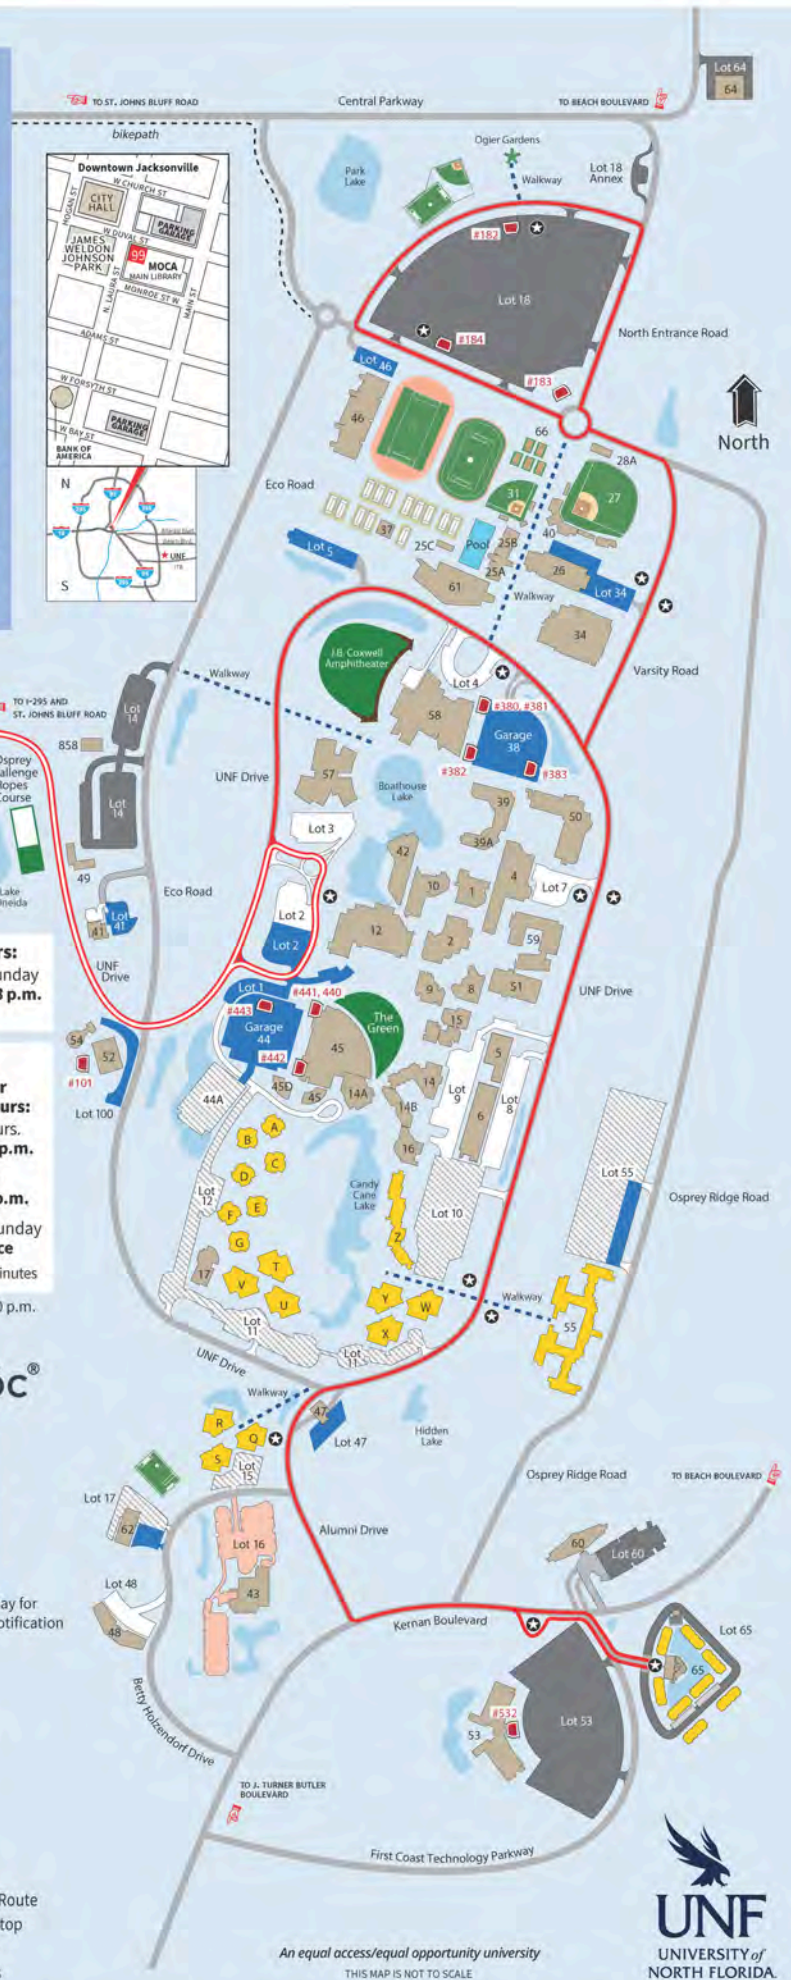 Lot 64
64
TO ST. JOHNS BLUFF ROAD
Central Parkway
TO BEACH BOULEVARD
bikepath
Ogier Gardens
Park
Lake
Walkway
Lot 18
Annex
Downtown Jacksonville
W CHURCH ST
HOGAN ST
CITY
HALL
PARKING
GARAGE
W DUVAL ST
JAMES
WELDON
JOHNSON
PARK
99
MOCA
MAIN LIBRARY
N. LAURA ST
MONROE ST W
MAIN ST
ADAMS ST
W FORSYTH ST
PARKING
GARAGE
W BAY ST
BANK OF
AMERICA
N
S
UNF
#182
Lot 18
#184
#183
North Entrance Road
North
Lot 46
46
66
28A
27
31
Eco Road
37
25C
Pool
25B
25A
40
26
Lot 5
61
Walkway
Lot 34
34
J.B. Coxwell
Amphitheater
Lot 4
Varsity Road
Walkway
TO I-295 AND
ST. JOHNS BLUFF ROAD
Lot
14
858
58
#380, #381
Garage
38
#382
#383
UNF Drive
57
Boathouse
Lake
Lot
14
39
39A
50
Lot 3
42
4
49
10
1
Lot 7
Eco Road
Lot 2
Lot 2
12
2
59
Lot
41
41
UNF
Drive
9
8
51
UNF Drive
Lot 1
#441, 440
#443
Garage
44
The
Green
15
#442
45
54
52
#101
5
Lot
9
Lot
8
6
14
14A
14B
45D
45
44A
16
Lot 100
A
B
C
D
E
F
G
Lot
12
Candy
Cane
Lake
Z
Lot 10
Lot 55
Osprey Ridge Road
17
T
V
U
Y
W
X
Walkway
55
Lot
11
Lot
11
UNF Drive
Walkway
R
Q
S
47
Lot 47
Hidden
Lake
Lot
15
Lot 17
62
Osprey Ridge Road
TO BEACH BOULEVARD
Lot 16
Alumni Drive
60
Lot 60
Lot 48
48
43
Kernan Boulevard
Lot 65
65
Betty Holzendorf Drive
#532
53
Lot 53
TO J. TURNER BUTLER
BOULEVARD
First Coast Technology Parkway
UNF
UNIVERSITY of
NORTH FLORIDA.
An equal access/equal opportunity university
THIS MAP IS NOT TO SCALE